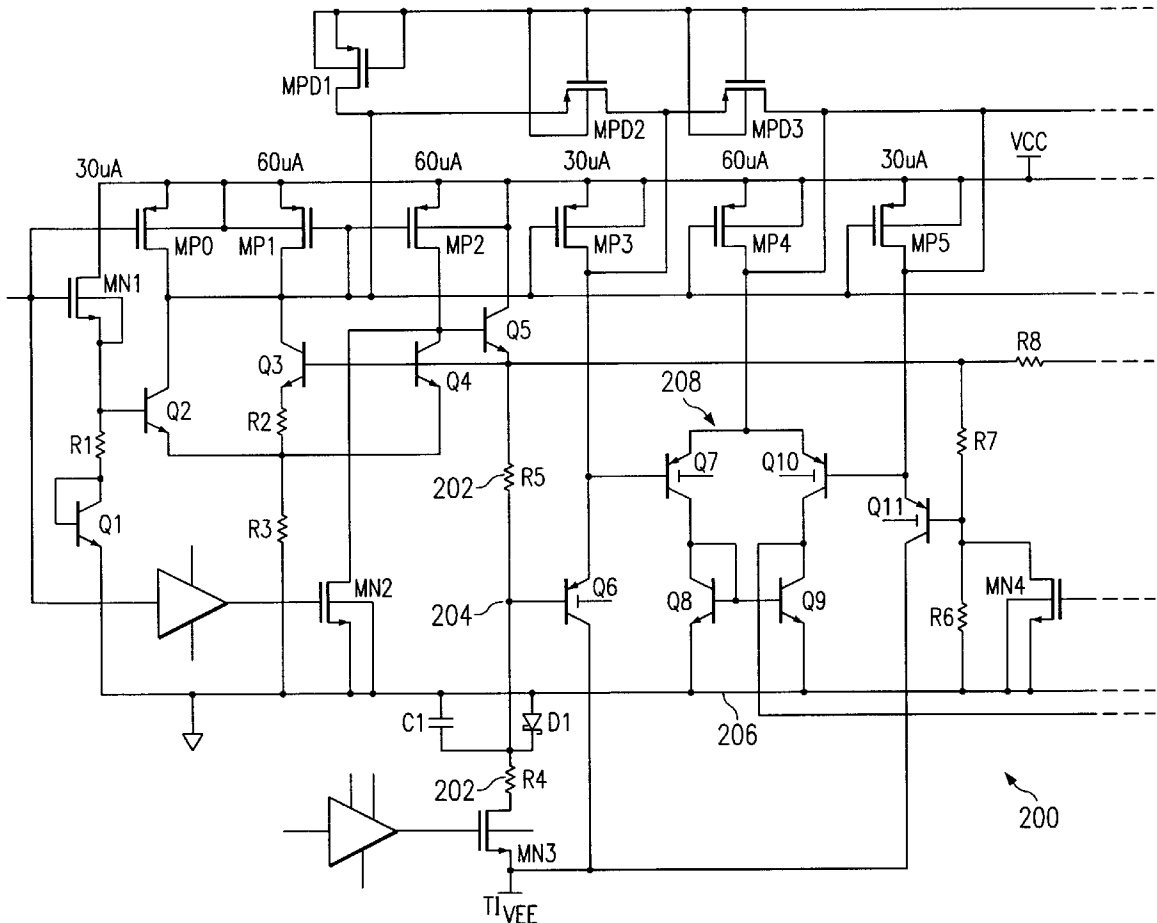 MPD1
MPD2
MPD3
VCC
30uA
60uA
60uA
30uA
60uA
30uA
MP0
MP1
MP2
MP3
MP4
MP5
MN1
Q5
R8
Q3
Q4
Q2
R2
R1
208
Q7
Q10
R7
202
R5
Q11
Q1
R3
MN2
Q6
204
Q8
Q9
R6
MN4
C1
D1
206
202
R4
200
MN3
TI VEE